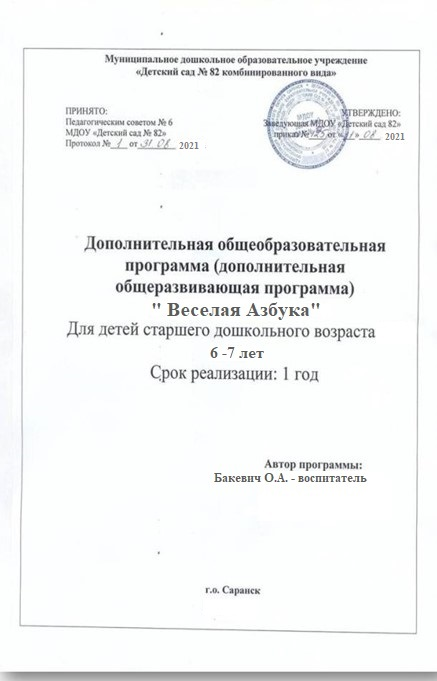 Муниципальное дошкольное образовательное учреждение
«Детский сад № 82 комбинированного вида»
ПРИНЯТО:
Педагогическим советом № 6
МДОУ «Детский сад № 82»
Протокол № 1 от 31 08 2021
УТВЕРЖДЕНО:
Заведующая МДОУ «Детский сад 82»
приказ № от « » 08 2021
Дополнительная общеобразовательная
программа (дополнительная
общеразвивающая программа)
" Веселая Азбука"
Для детей старшего дошкольного возраста
6 -7 лет
Срок реализации: 1 год
Автор программы:
Бакевич О.А. - воспитатель
г.о. Саранск